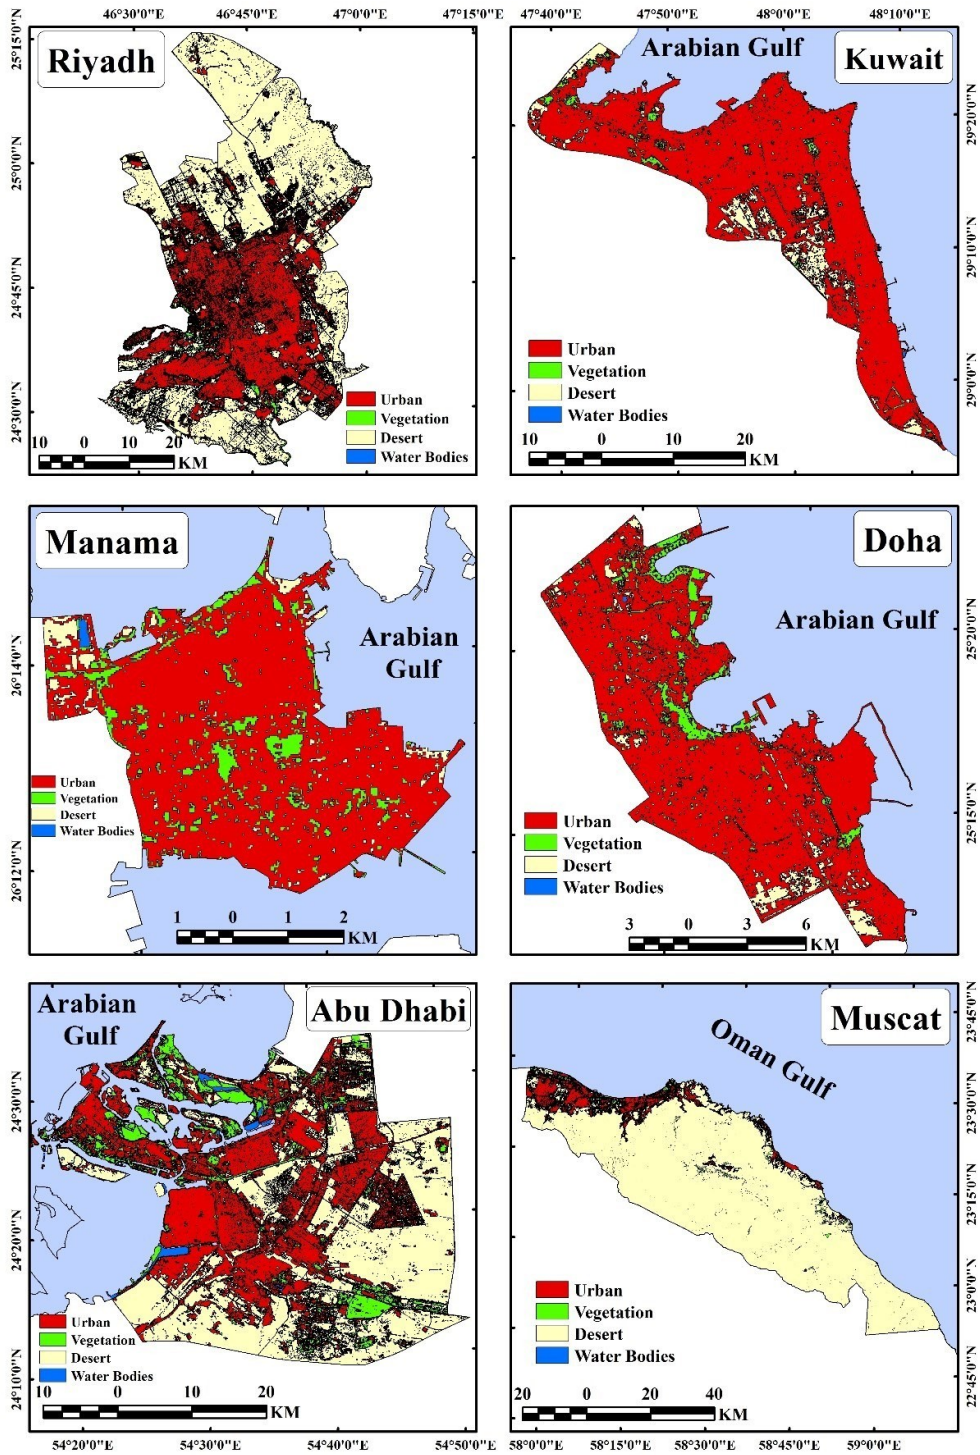 46°30'0"E 46°45'0"E 47°0'0"E 47°15'0"E
25°15'0"N
25°0'0"N
24°45'0"N
24°30'0"N
Riyadh
Urban
Vegetation
Desert
Water Bodies
10 0 10 20
KM
47°40'0"E 47°50'0"E 48°0'0"E 48°10'0"E
Arabian Gulf
Kuwait
29°20'0"N
29°10'0"N
29°0'0"N
Urban
Vegetation
Desert
Water Bodies
10 0 10 20
KM
Manama
Arabian
Gulf
26°14'0"N
26°12'0"N
Urban
Vegetation
Desert
Water Bodies
1 0 1 2
KM
Doha
Arabian Gulf
25°20'0"N
25°15'0"N
Urban
Vegetation
Desert
Water Bodies
3 0 3 6
KM
Arabian
Gulf
Abu Dhabi
24°30'0"N
24°20'0"N
24°10'0"N
Urban
Vegetation
Desert
Water Bodies
10 0 10 20
KM
54°20'0"E 54°30'0"E 54°40'0"E 54°50'0"E
Muscat
Oman Gulf
23°45'0"N
23°30'0"N
23°15'0"N
23°0'0"N
22°45'0"N
Urban
Vegetation
Desert
Water Bodies
20 0 20 40
KM
58°0'0"E 58°15'0"E 58°30'0"E 58°45'0"E 59°0'0"E